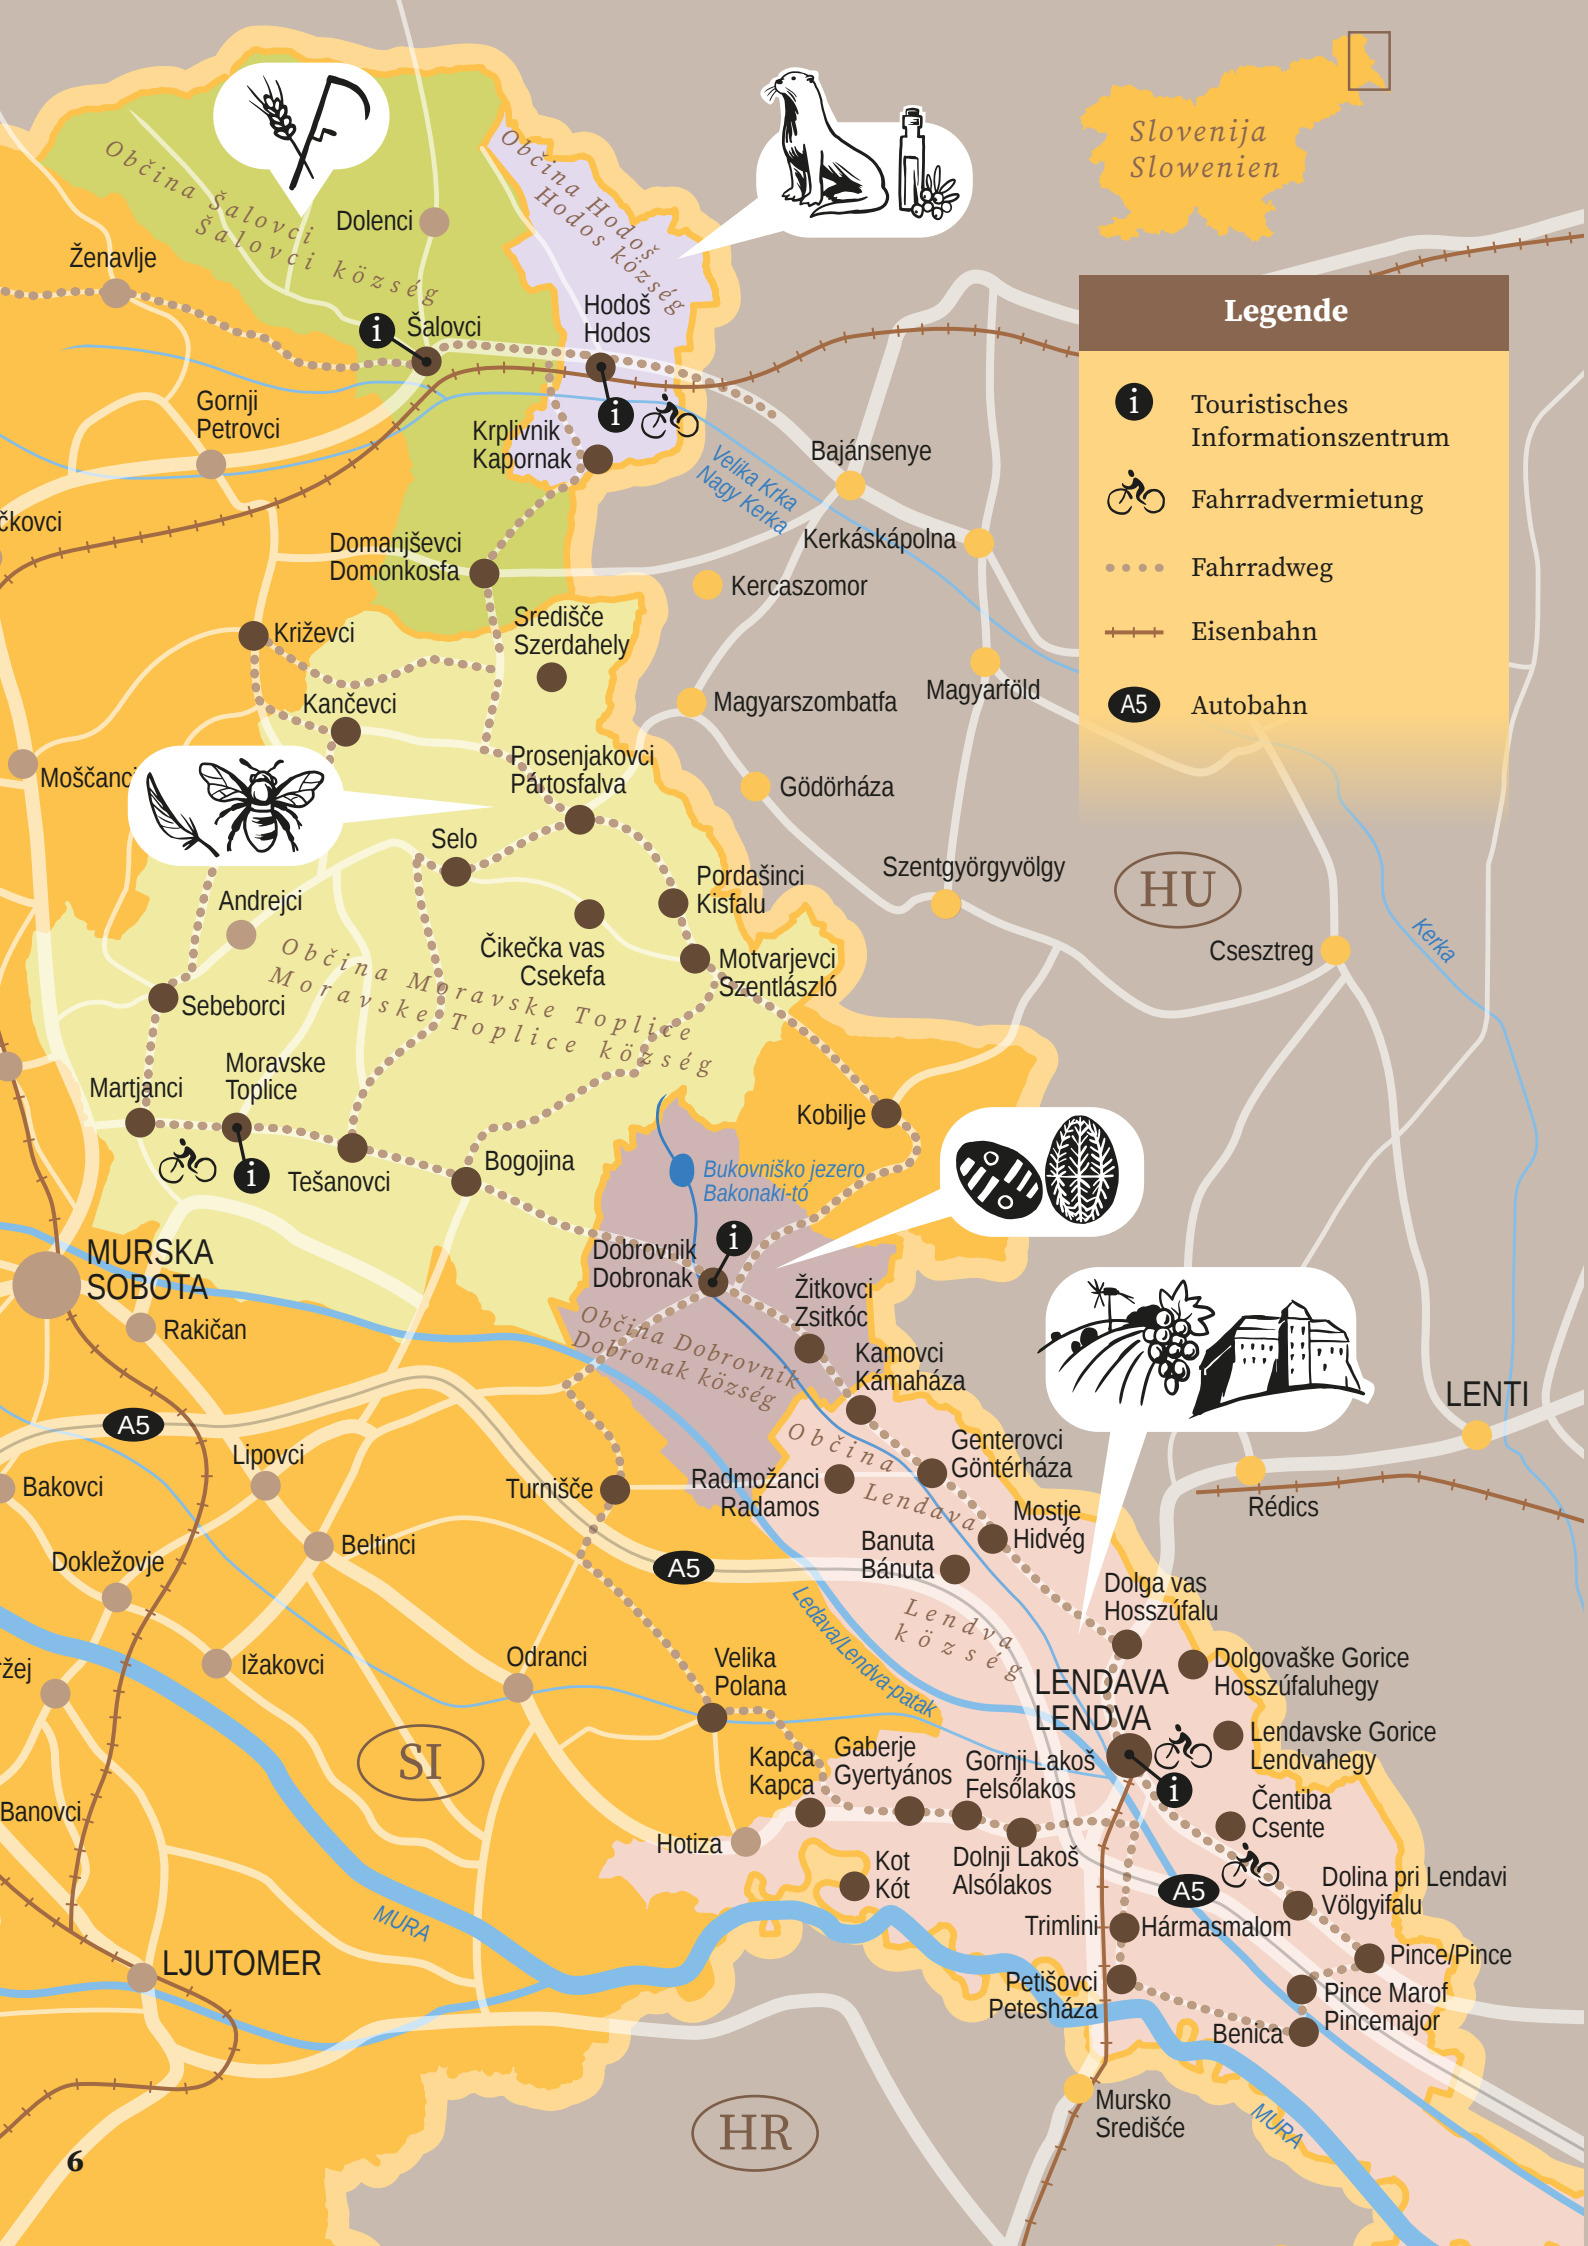 Slovenija
Slowenien
Legende
i
Touristisches
Informationszentrum
Fahrradvermietung
Fahrradweg
Eisenbahn
A5
Autobahn
Občina Šalovci
Šalovci község
Občina Hodoš
Hodos község
Dolenci
Ženavlje
i
Šalovci
Hodoš
Hodos
i
Gornji
Petrovci
Krplivnik
Kapornak
Velika Krka
Nagy Kerka
Bajánsenye
čkovci
Domanjševci
Domonkosfa
Kerkáskápolna
Kercaszomor
Križevci
Središče
Szerdahely
Kančevci
Magyarszombatfa
Magyarföld
Moščanci
Prosenjakovci
Pártosfalva
Gödörháza
Selo
Szentgyörgyvölgy
HU
Pordašinci
Kisfalu
Andrejci
Čikečka vas
Csekefa
Motvarjevci
Szentlászló
Csesztreg
Kerka
Občina Moravske Toplice
Moravske Toplice község
Sebeborci
Moravske
Toplice
Martjanci
i
Tešanovci
Bogojina
Kobilje
Bukovniško jezero
Bakonaki-tó
i
Dobrovnik
Dobronak
MURSKA
SOBOTA
Rakičan
Žitkovci
Zsitkóc
Občina Dobrovnik
Dobronak község
Kamovci
Kámaháza
LENTI
A5
Lipovci
Občina
Lendava
Genterovci
Göntérháza
Bakovci
Turnišče
Radmožanci
Radamos
Rédics
Mostje
Hidvég
Beltinci
Banuta
Bánuta
A5
Dokležovje
Dolga vas
Hosszúfalu
Lendva
község
Ledava/Lendva-patak
Odranci
Ižakovci
Velika
Polana
ržej
Dolgovaške Gorice
Hosszúfaluhegy
LENDAVA
LENDVA
Lendavske Gorice
Lendvahegy
SI
Kapca
Kapca
Gaberje
Gyertyános
Gornji Lakoš
Felsőlakos
i
Čentiba
Csente
Banovci
Hotiza
Kot
Kót
Dolnji Lakoš
Alsólakos
A5
Dolina pri Lendavi
Völgyifalu
MURA
Trimlini
Hármasmalom
Pince/Pince
LJUTOMER
Petišovci
Petesháza
Pince Marof
Pincemajor
Benica
Mursko
Središće
MURA
HR
6